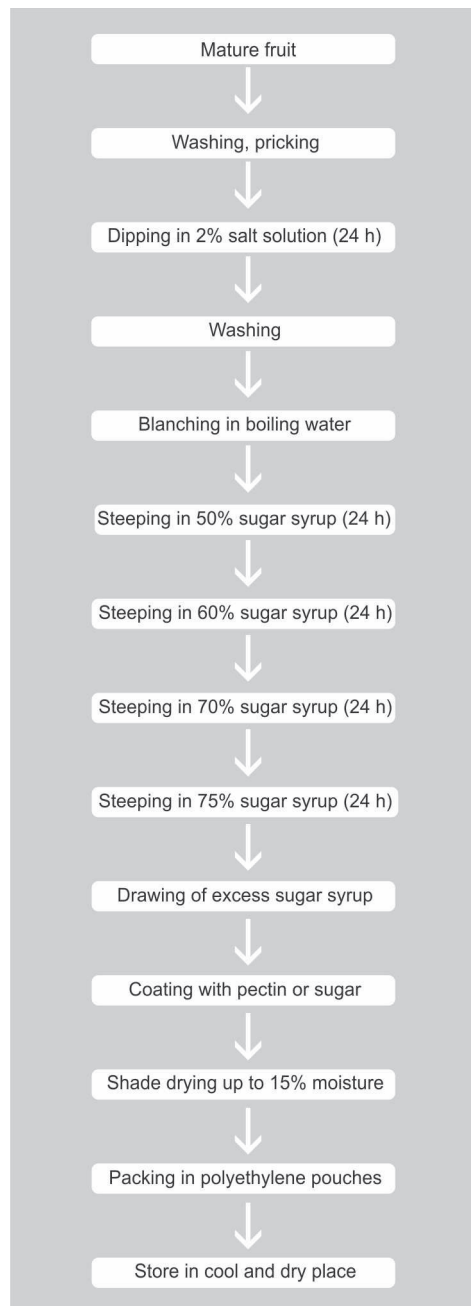 Mature fruit
Washing, pricking
Dipping in 2% salt solution (24 h)
Washing
Blanching in boiling water
Steeping in 50% sugar syrup (24 h)
Steeping in 60% sugar syrup (24 h)
Steeping in 70% sugar syrup (24 h)
Steeping in 75% sugar syrup (24 h)
Drawing of excess sugar syrup
Coating with pectin or sugar
Shade drying up to 15% moisture
Packing in polyethylene pouches
Store in cool and dry place